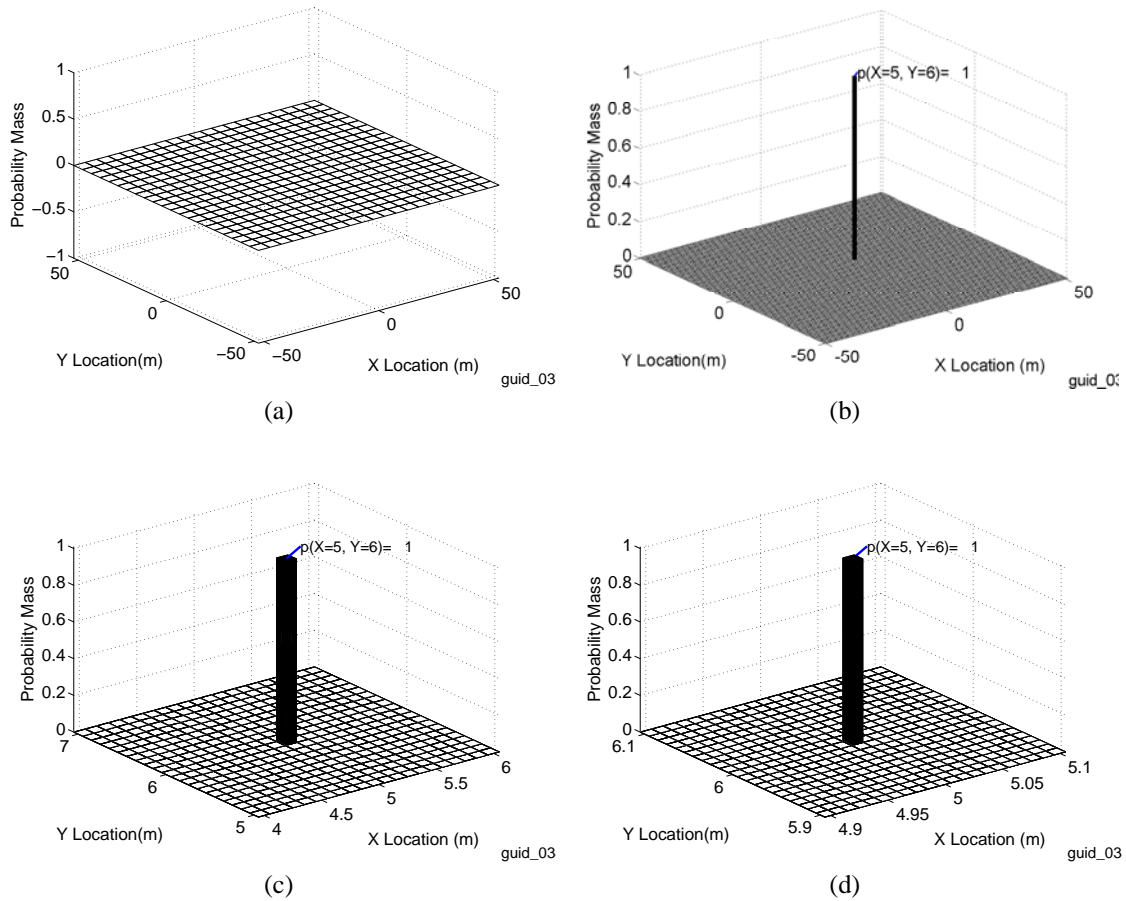 1
0.5
0
−0.5
−1
Probability Mass
50
0
−50
Y Location(m)
−50
0
50
X Location (m)
guid_03
(a)
p(X=5, Y=6)= 1
1
0.8
0.6
0.4
0.2
0
Probability Mass
50
0
-50
Y Location(m)
-50
0
50
X Location (m)
guid_03
(b)
p(X=5, Y=6)= 1
1
0.8
0.6
0.4
0.2
0
Probability Mass
7
6
5
Y Location(m)
4
4.5
5
5.5
6
X Location (m)
guid_03
(c)
p(X=5, Y=6)= 1
1
0.8
0.6
0.4
0.2
0
Probability Mass
6.1
6
5.9
Y Location(m)
4.9
4.95
5
5.05
5.1
X Location (m)
guid_03
(d)